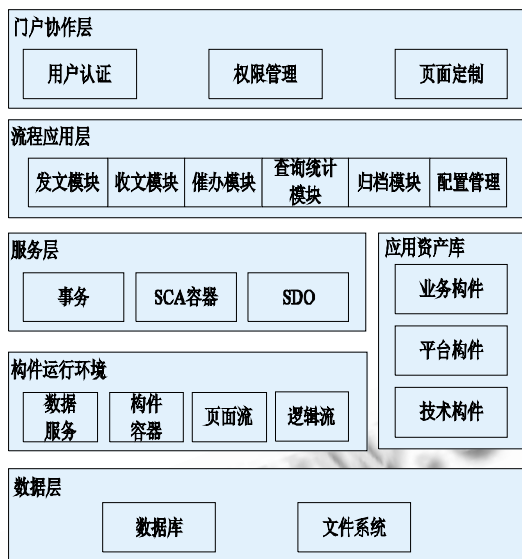 门户协作层
用户认证
权限管理
页面定制
流程应用层
发文模块
收文模块
催办模块
查询统计
模块
归档模块
配置管理
服务层
事务
SCA容器
SDO
应用资产库
业务构件
平台构件
技术构件
构件运行环境
数据
服务
构件
容器
页面流
逻辑流
数据层
数据库
文件系统